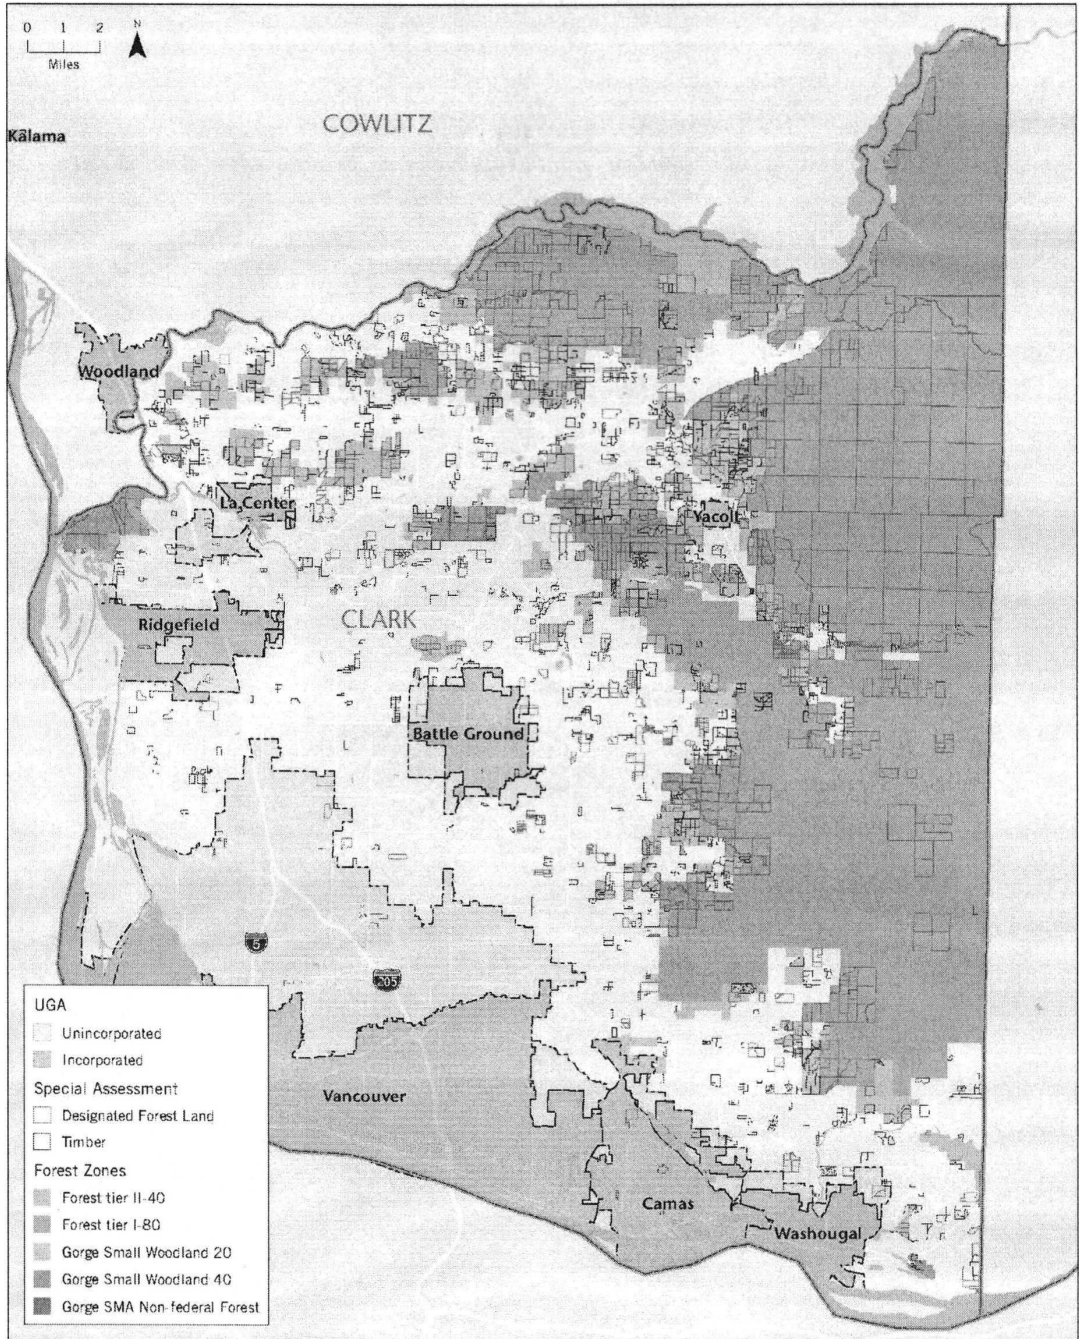 0 1 2
N
Miles
COWLITZ
Kalama
Woodland
La Center
Yacolt
Ridgefield
CLARK
Battle Ground
5
205
UGA
Unincorporated
Incorporated
Special Assessment
Designated Forest Land
Timber
Forest Zones
Forest tier II-40
Forest tier I-80
Gorge Small Woodland 20
Gorge Small Woodland 40
Gorge SMA Non-federal Forest
Vancouver
Camas
Washougal